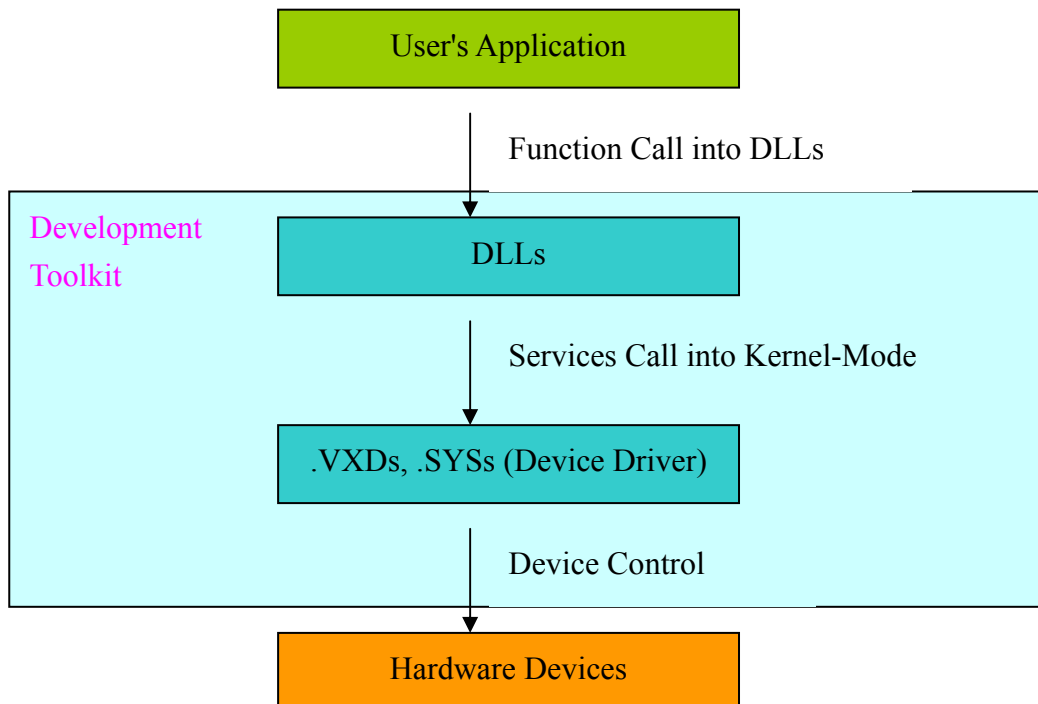 User's Application
Function Call into DLLs
Development
Toolkit
DLLs
Services Call into Kernel-Mode
.VXDs, .SYSs (Device Driver)
Device Control
Hardware Devices